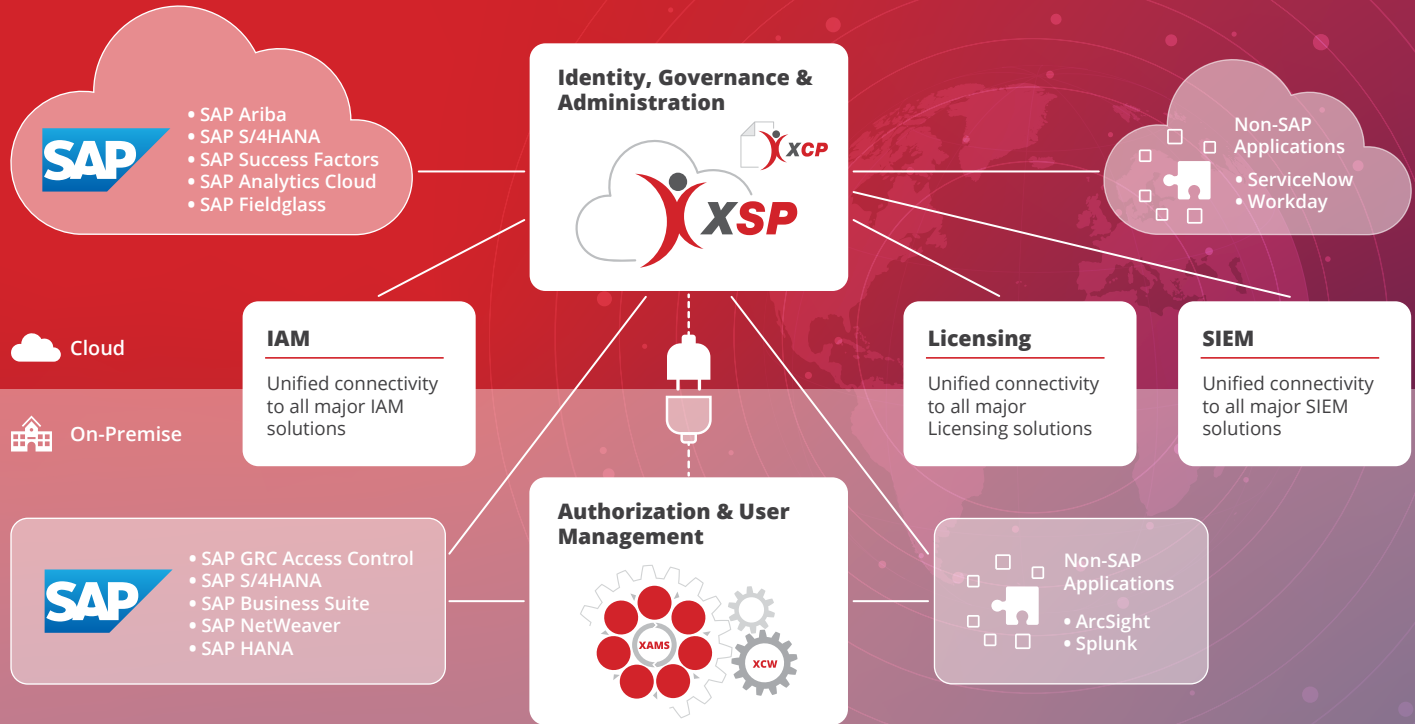 SAP
• SAP Ariba
• SAP S/4HANA
• SAP Success Factors
• SAP Analytics Cloud
• SAP Fieldglass
Identity, Governance &
Administration
XCP
XSP
Non-SAP
Applications
• ServiceNow
• Workday
Cloud
On-Premise
IAM
Unified connectivity
to all major IAM
solutions
Licensing
Unified connectivity
to all major
Licensing solutions
SIEM
Unified connectivity
to all major SIEM
solutions
SAP
• SAP GRC Access Control
• SAP S/4HANA
• SAP Business Suite
• SAP NetWeaver
• SAP HANA
Authorization & User
Management
XAMS
XCW
Non-SAP
Applications
• ArcSight
• Splunk